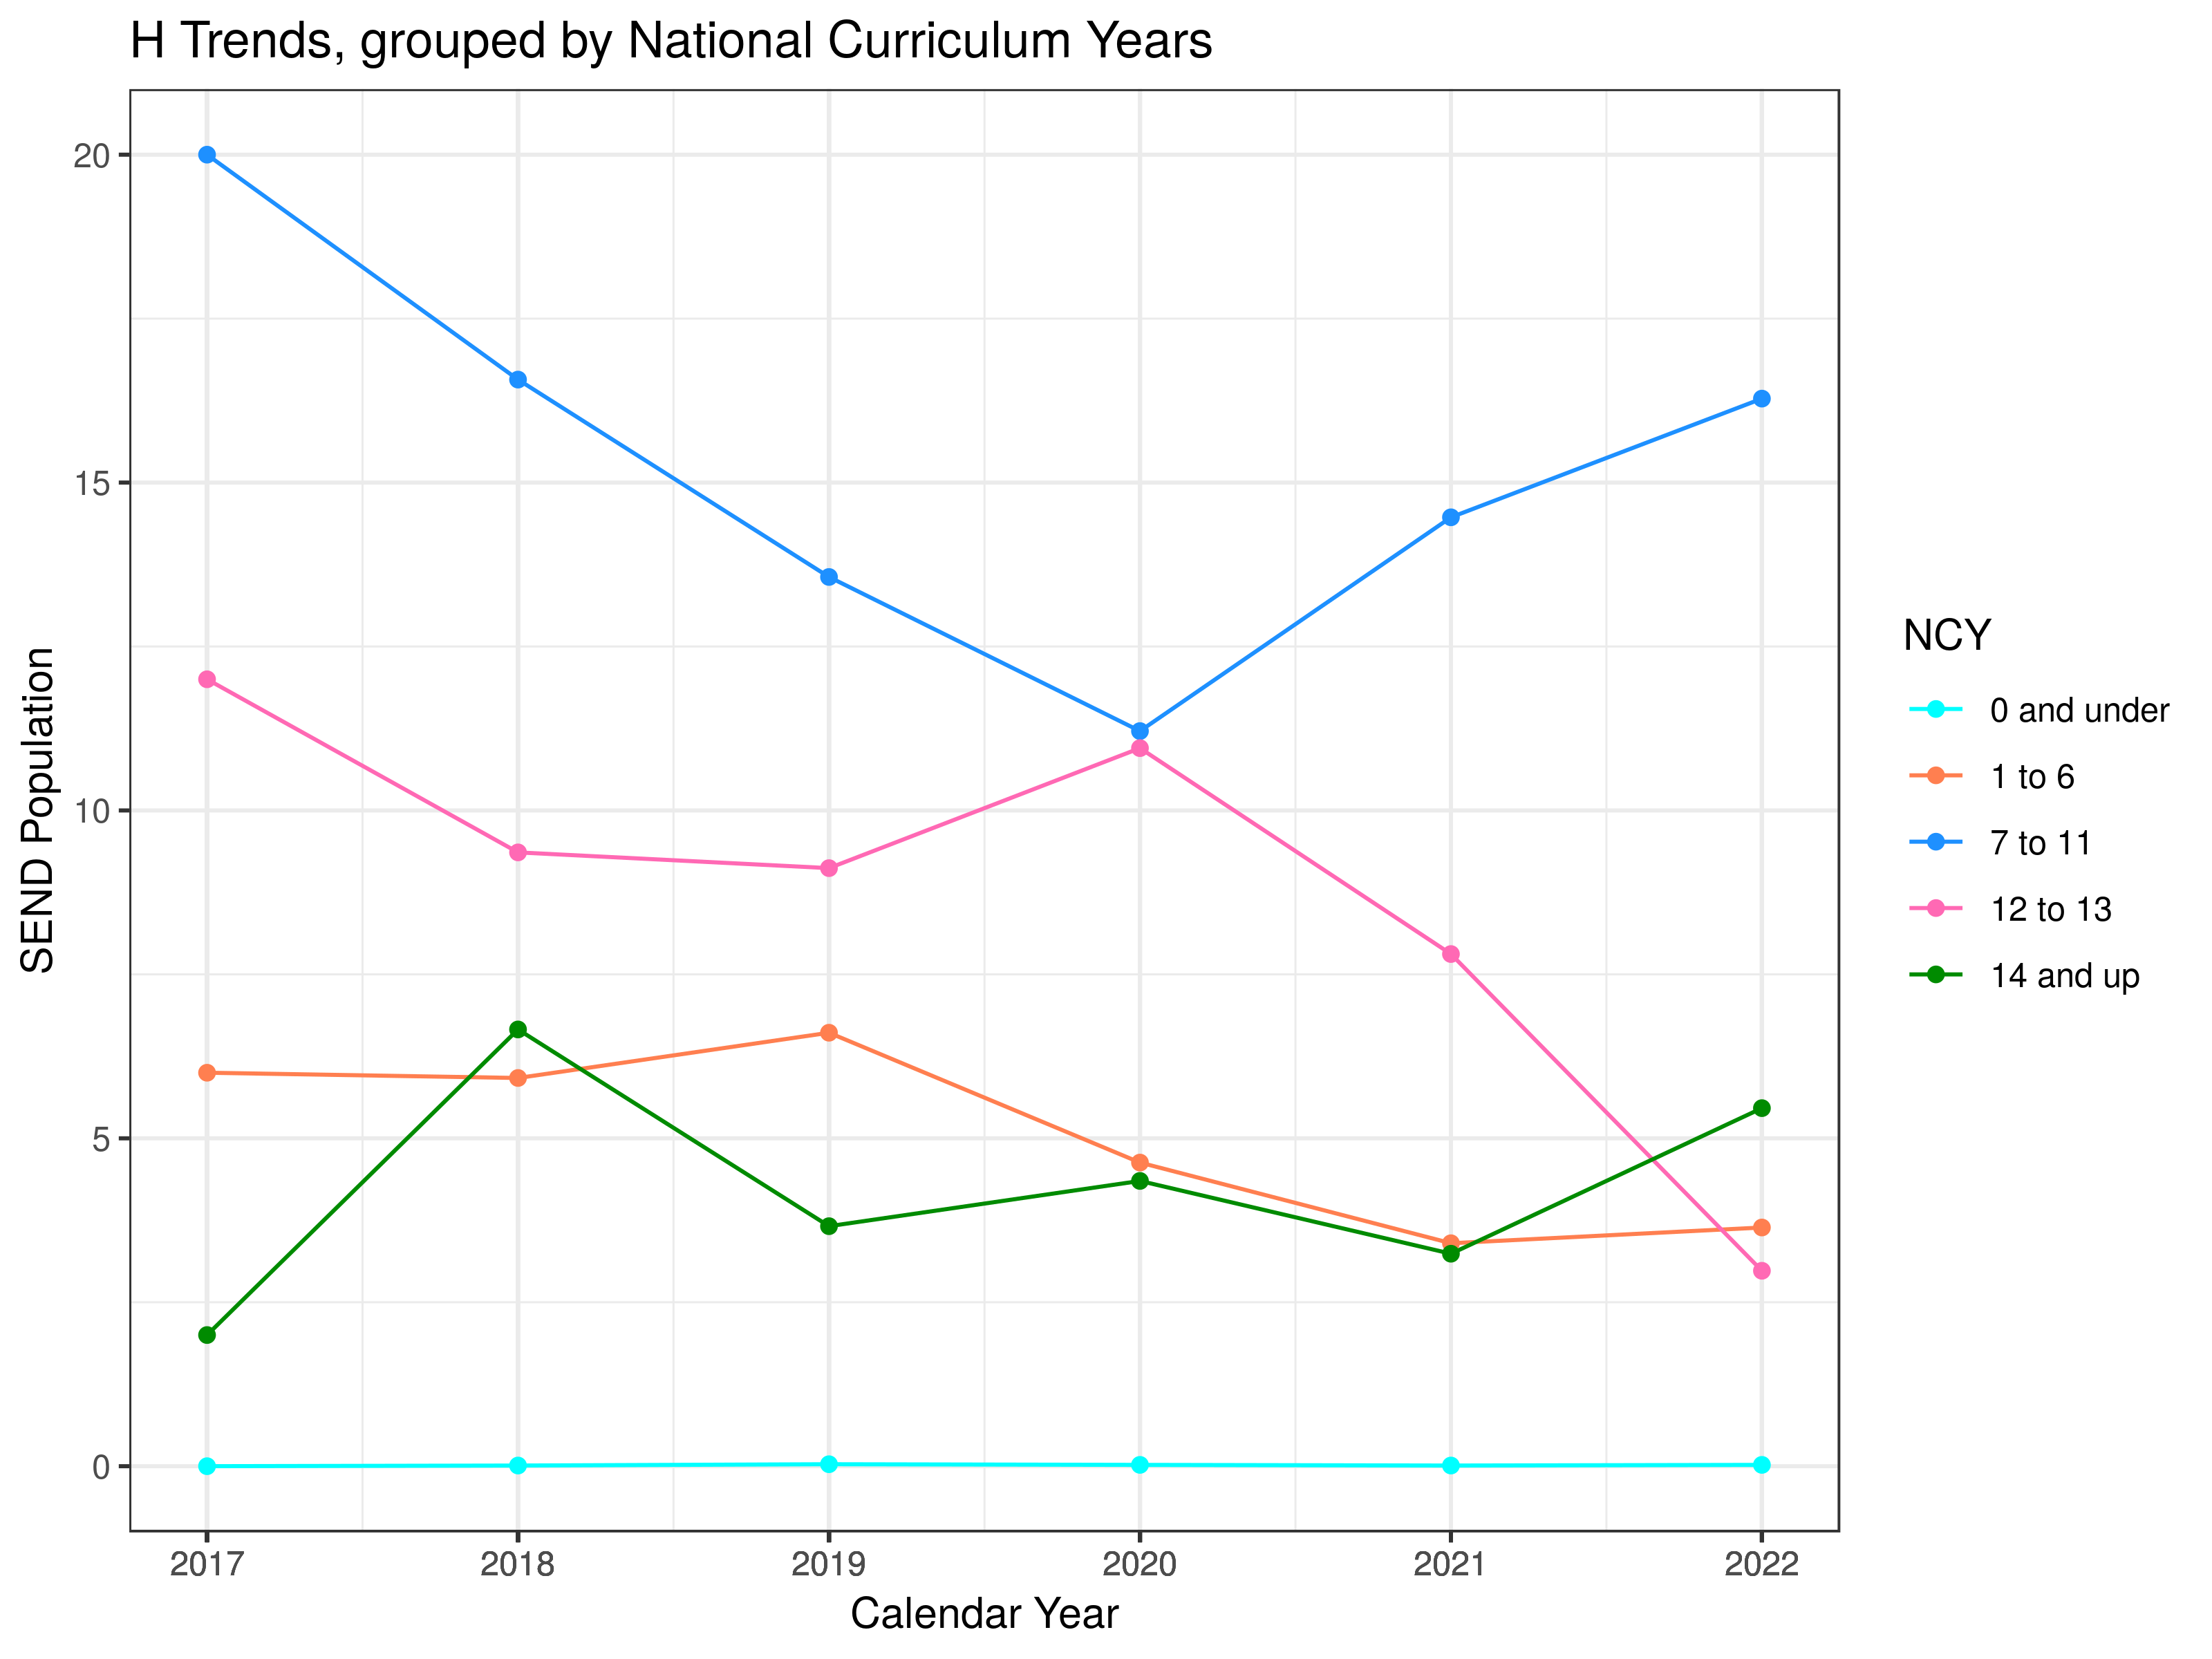 H Trends, grouped by National Curriculum Years
20
15
10
5
0
SEND Population
2017 2018 2019 2020 2021 2022
Calendar Year
NCY
0 and under
1 to 6
7 to 11
12 to 13
14 and up